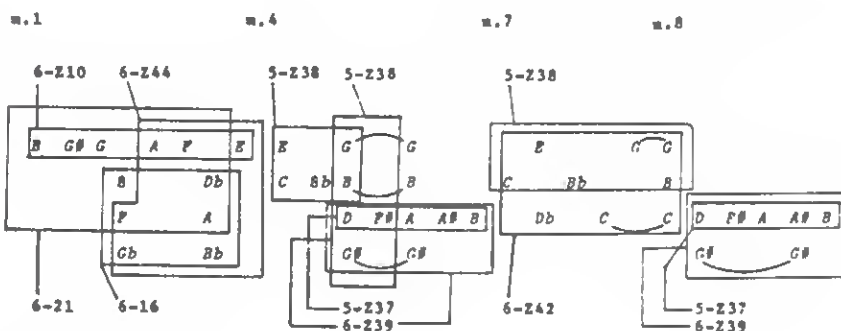 m.1 m.4 m.7 m.8
6-Z10 6-Z44 5-Z38 5-Z38 5-Z38
B G# G A F E E G G E G G
B Db C Bb B B C Bb B
F A D F# A A# B Db C C D F# A A# B
Gb Bb G# G# G# G#
6-21 6-16 5-Z37 6-Z39 6-Z42 5-Z37 6-Z39